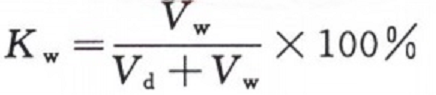 K_w = V_w / (V_d + V_w) × 100%